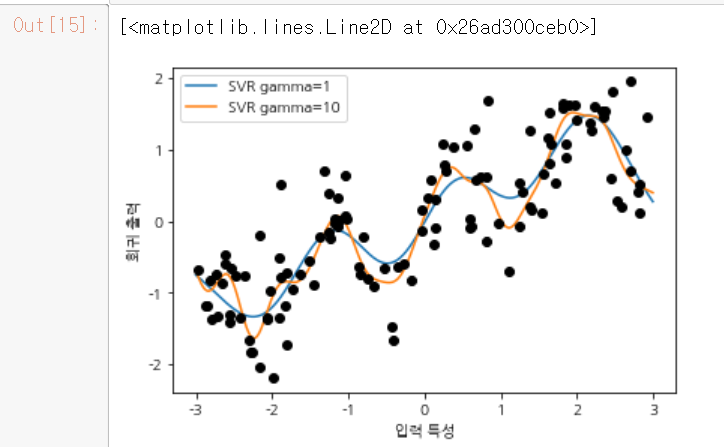 Out[15]:
[<matplotlib.lines.Line2D at 0x26ad300ceb0>]
SVR gamma=1
SVR gamma=10
2
1
0
-1
-2
회귀 출력
-3
-2
-1
0
1
2
3
입력 특성